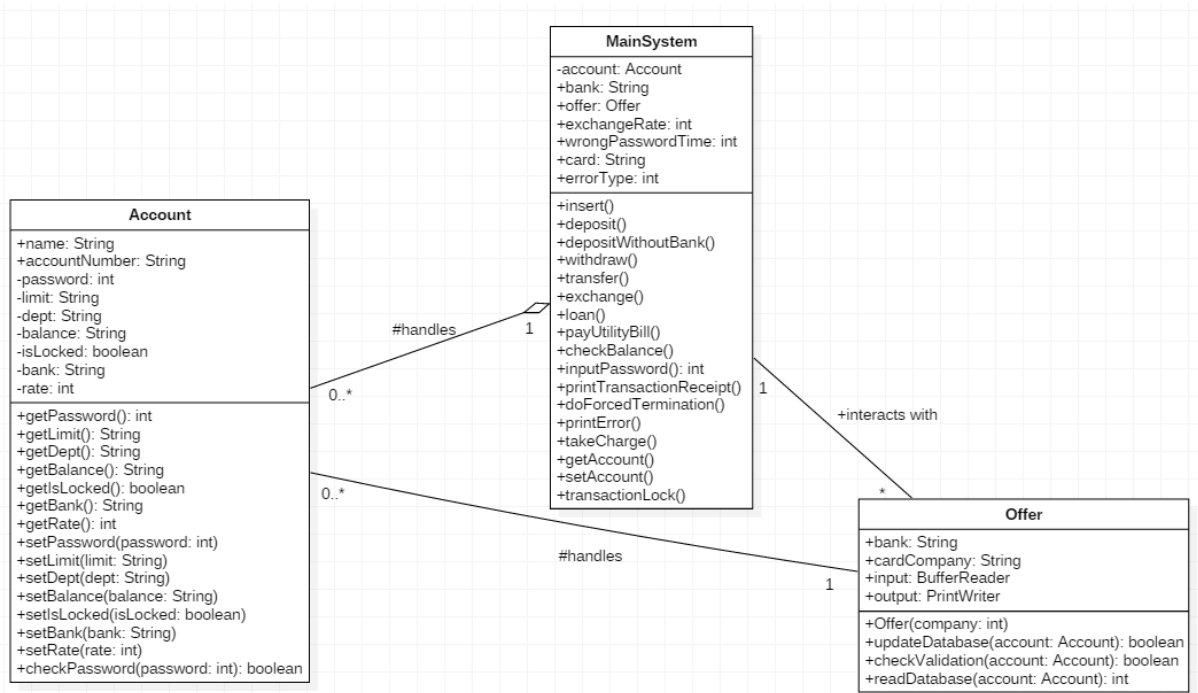 MainSystem
-account: Account
+bank: String
+offer: Offer
+exchangeRate: int
+wrongPasswordTime: int
+card: String
+errorType: int
+insert()
+deposit()
+depositWithoutBank()
+withdraw()
+transfer()
+exchange()
+loan()
+payUtilityBill()
+checkBalance()
+inputPassword(): int
+printTransactionReceipt()
+doForcedTermination()
+printError()
+takeCharge()
+getAccount()
+setAccount()
+transactionLock()
Account
+name: String
+accountNumber: String
-password: int
-limit: String
-dept: String
-balance: String
-isLocked: boolean
-bank: String
-rate: int
+getPassword(): int
+getLimit(): String
+getDept(): String
+getBalance(): String
+getIsLocked(): boolean
+getBank(): String
+getRate(): int
+setPassword(password: int)
+setLimit(limit: String)
+setDept(dept: String)
+setBalance(balance: String)
+setIsLocked(isLocked: boolean)
+setBank(bank: String)
+setRate(rate: int)
+checkPassword(password: int): boolean
#handles
1
0..*
1
+interacts with
*
0..*
#handles
1
Offer
+bank: String
+cardCompany: String
+input: BufferReader
+output: PrintWriter
+Offer(company: int)
+updateDatabase(account: Account): boolean
+checkValidation(account: Account): boolean
+readDatabase(account: Account): int